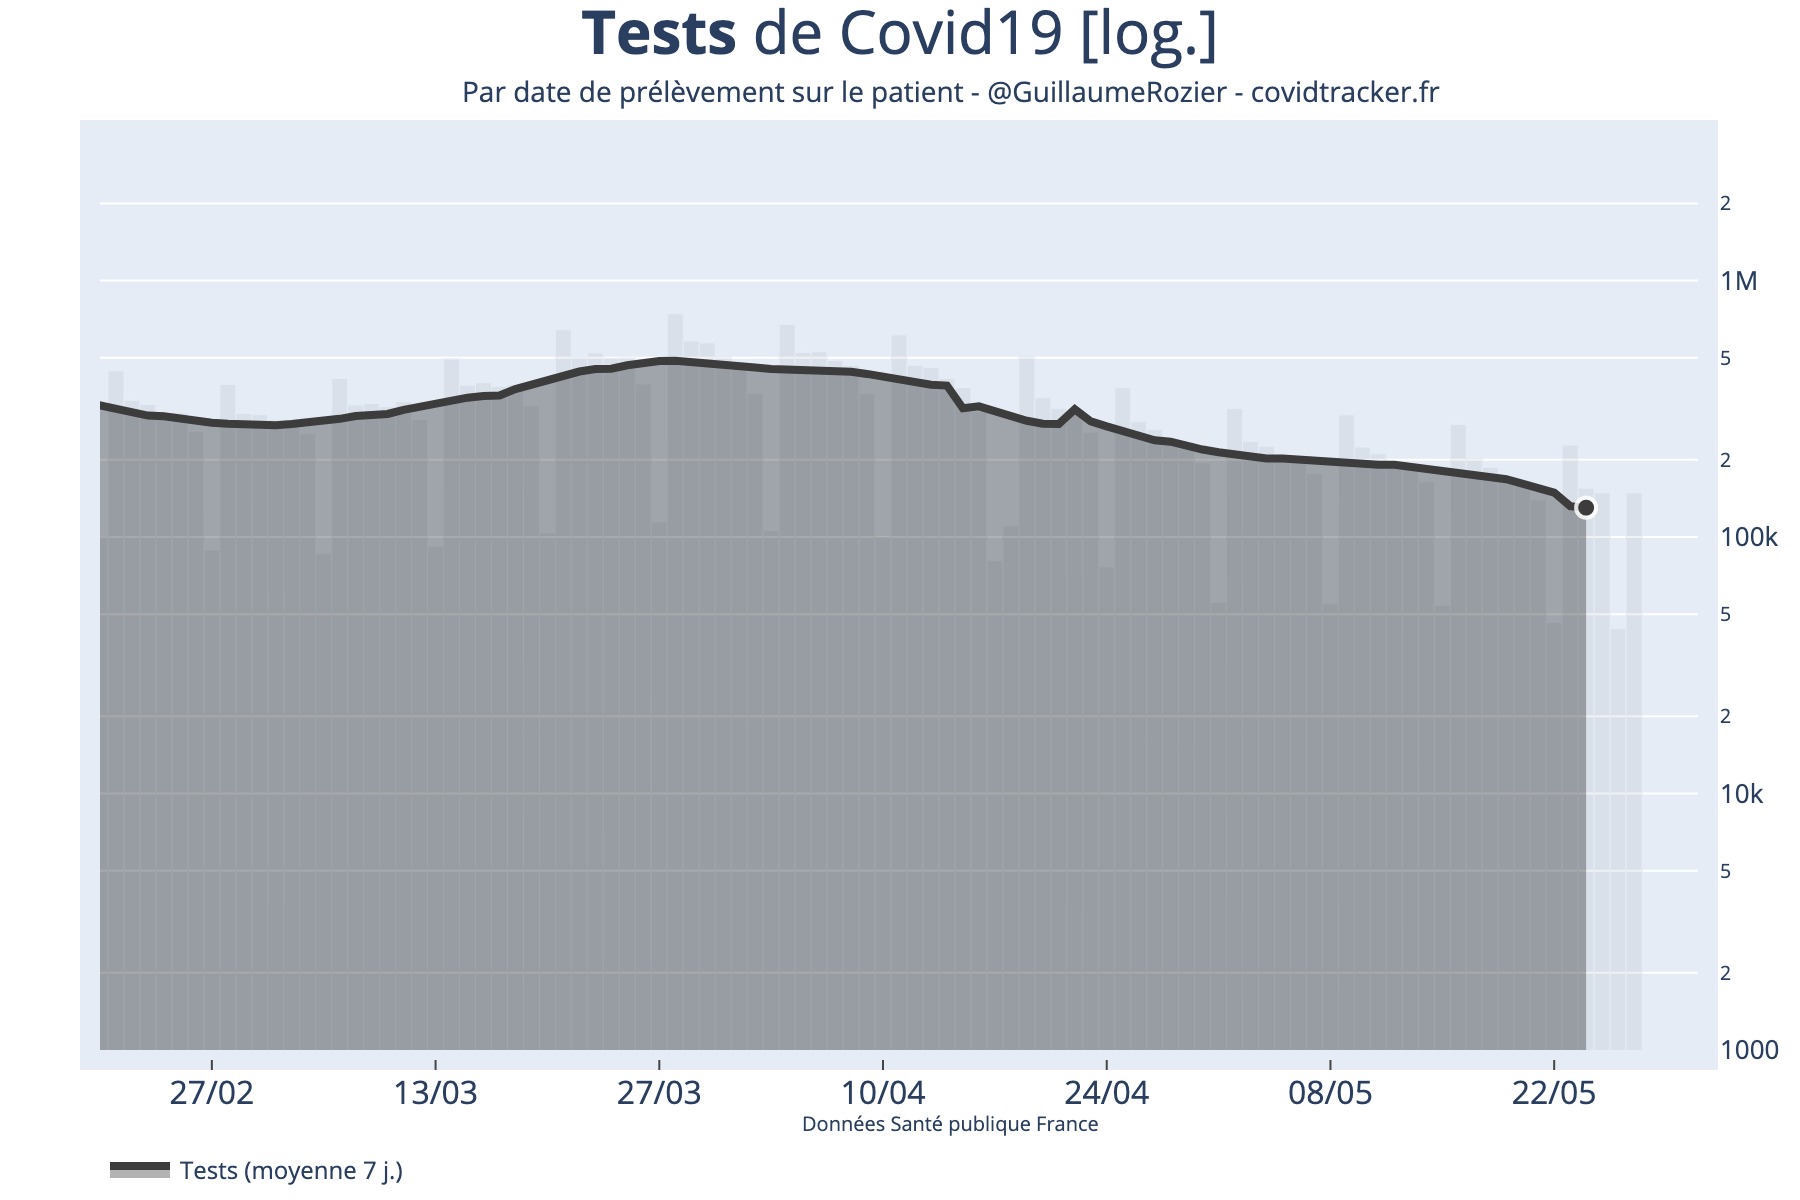 Tests de Covid19 [log.]
Par date de prélèvement sur le patient - @GuillaumeRozier - covidtracker.fr
2
1M
5
2
100k
5
2
10k
5
2
1000
27/02 13/03 27/03 10/04 24/04 08/05 22/05
Données Santé publique France
Tests (moyenne 7 j.)